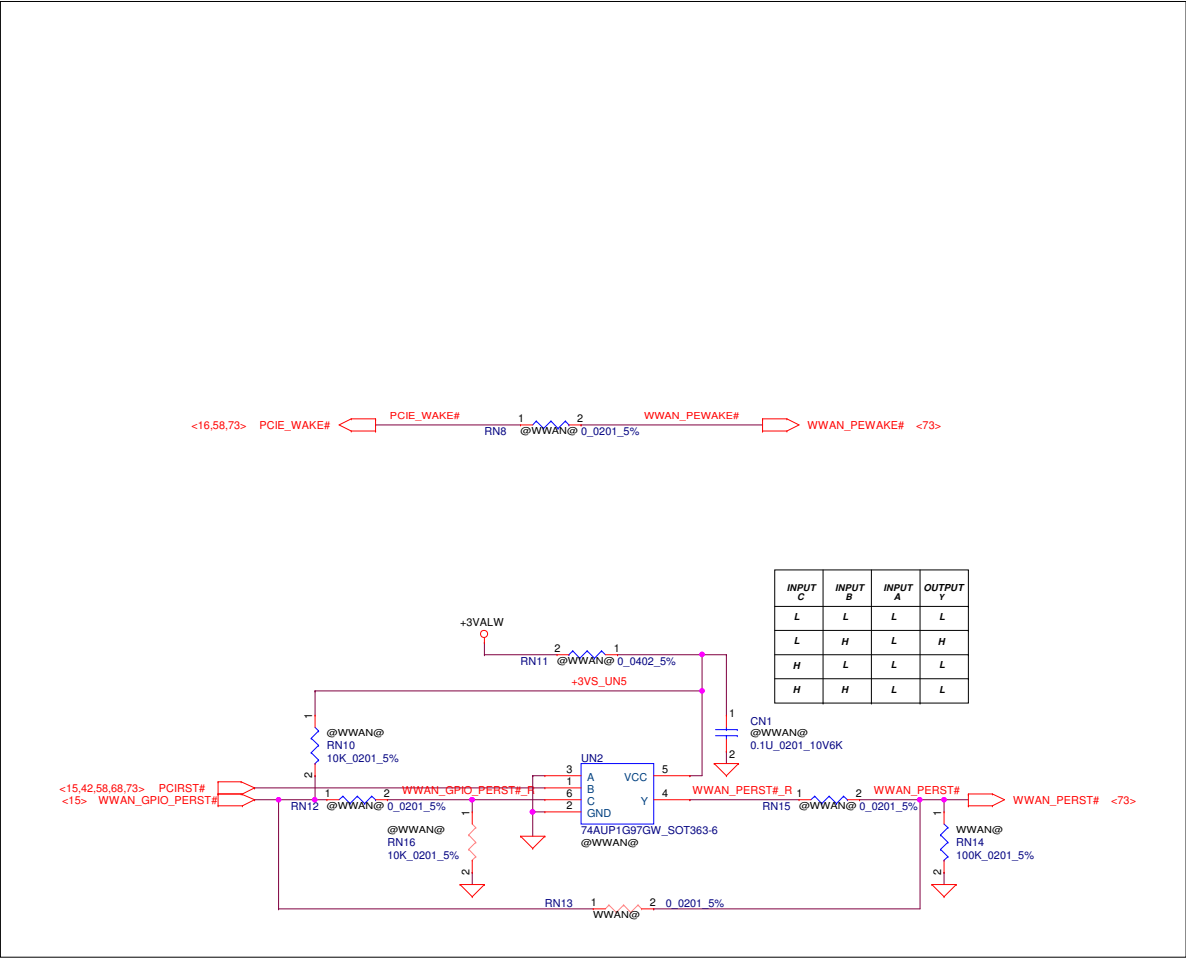 <16,58,73> PCIE_WAKE# PCIE_WAKE# 1 2 WWAN_PEWAKE# WWAN_PEWAKE# <73>
RN8 @WWAN@ 0_0201_5%
INPUT C INPUT B INPUT A OUTPUT Y
L L L L
L H L H
H L L L
H H L L
+3VALW
2 1
RN11 @WWAN@ 0_0402_5%
+3VS_UN5
1
@WWAN@
RN10
10K_0201_5%
2
1
CN1
@WWAN@
0.1U_0201_10V6K
2
UN2
3 A VCC 5
1 B
6 C Y 4
2 GND
74AUP1G97GW_SOT363-6
@WWAN@
<15,42,58,68,73> PCIRST#
<15> WWAN_GPIO_PERST#
1 2 WWAN_GPIO_PERST#_R
RN12 @WWAN@ 0_0201_5%
WWAN_PERST#_R 1 2 WWAN_PERST#
RN15 @WWAN@ 0_0201_5%
WWAN_PERST# <73>
1
@WWAN@
RN16
10K_0201_5%
2
1
WWAN@
RN14
100K_0201_5%
2
RN13 1 2 0_0201_5%
WWAN@